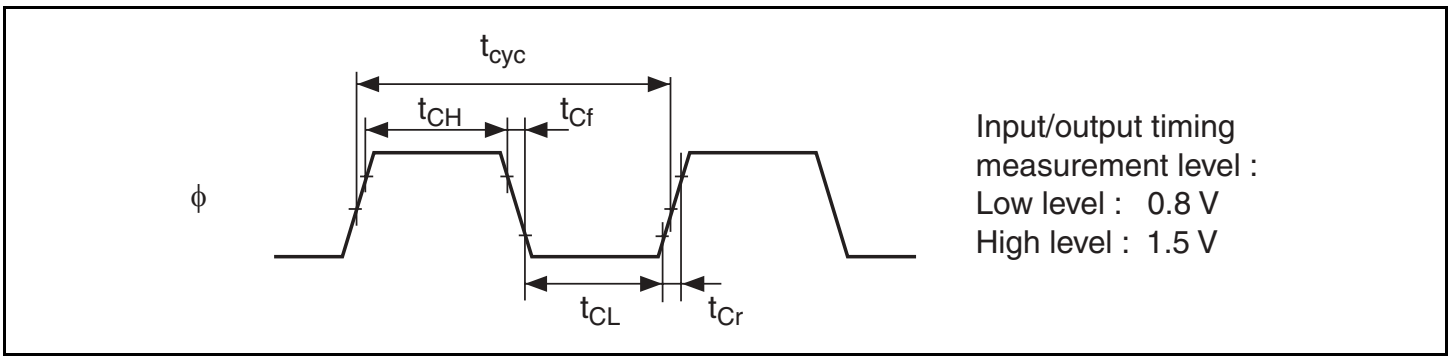 tcyc
tCH
tCf
ϕ
tCL
tCr
Input/output timing
measurement level :
Low level : 0.8 V
High level : 1.5 V